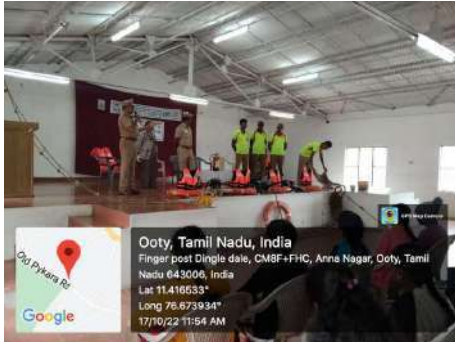 GPS Map Camera
Old Pykara Rd
Google
Ooty, Tamil Nadu, India
Finger post Dingle dale, CM8F+FHC, Anna Nagar, Ooty, Tamil
Nadu 643006, India
Lat 11.416533°
Long 76.673934°
17/10/22 11:54 AM